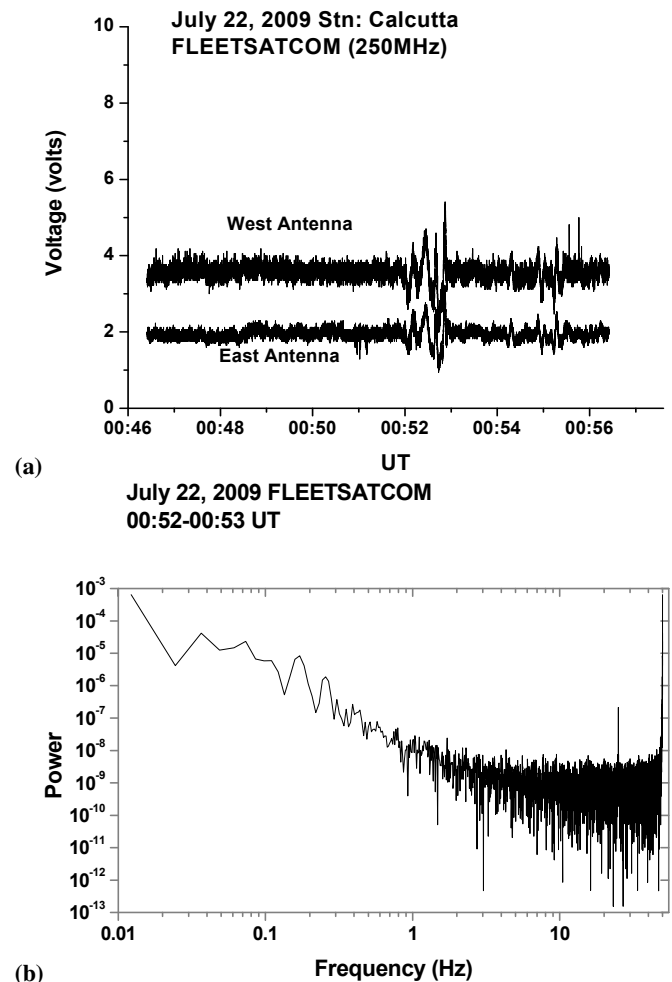 July 22, 2009 Stn: Calcutta
FLEETSATCOM (250MHz)
10
8
6
4
2
0
Voltage (volts)
West Antenna
East Antenna
00:46 00:48 00:50 00:52 00:54 00:56
UT
(a)
July 22, 2009 FLEETSATCOM
00:52-00:53 UT
10-3
10-4
10-5
10-6
10-7
10-8
10-9
10-10
10-11
10-12
10-13
Power
0.01 0.1 1 10
Frequency (Hz)
(b)